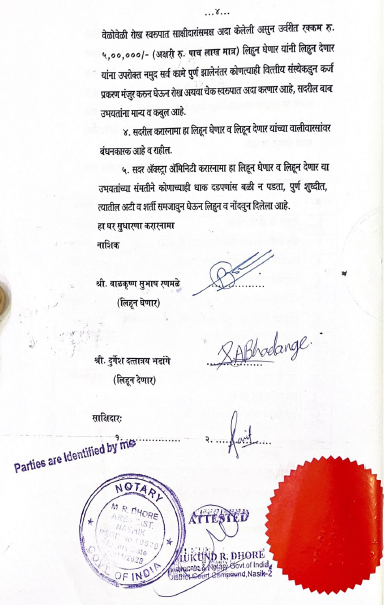 ...४...
वेळोवेळी रोख स्वरुपात साक्षीदारांसमक्ष अदा केलेली असुन उर्वरीत रक्कम रु.
५,००,०००/- (अक्षरी रु. पाच लाख मात्र) लिहून घेणार यांनी लिहून देणार
यांना उपरोक्त नमुद सर्व कामे पुर्ण झालेनंतर कोणत्याही वित्तीय संस्थेकडुन कर्ज
प्रकरण मंजुर करुन घेऊन रोख अथवा चेक स्वरुपात अदा करणार आहे, सदरील बाब
उभयतांना मान्य व कबुल आहे.
४. सदरील करारनामा हा लिहून घेणार व लिहून देणार यांच्या वालीवारसांवर
बंधनकारक आहे व राहील.
५. सदर अ‍ॅक्स्ट्रा अ‍ॅमिनिटी करारनामा हा लिहून घेणार व लिहून देणार या
उभयतांच्या संमतीने कोणाच्याही धाक दडपणांस बळी न पडता, पुर्ण शुध्दीत,
त्यातील अटी व शर्ती समजावुन घेऊन लिहुन व नोंदवुन दिलेला आहे.
हा घर सुधारणा करारनामा
नाशिक
श्री. बाळकृष्ण सुभाष रणमळे
(लिहून घेणार)
श्री. दुर्गेश दत्तात्रय भदांगे
(लिहून देणार)
SABhadange.
साक्षिदार:
१. .................... २. ....................
Parties are Identified by me
NOTARY
M. R. DHORE
NASHIK
GOVT. OF INDIA
ATTESTED
MUKUND R. DHORE
Advocate & Notary Govt. of India
District Court Compound, Nasik-2